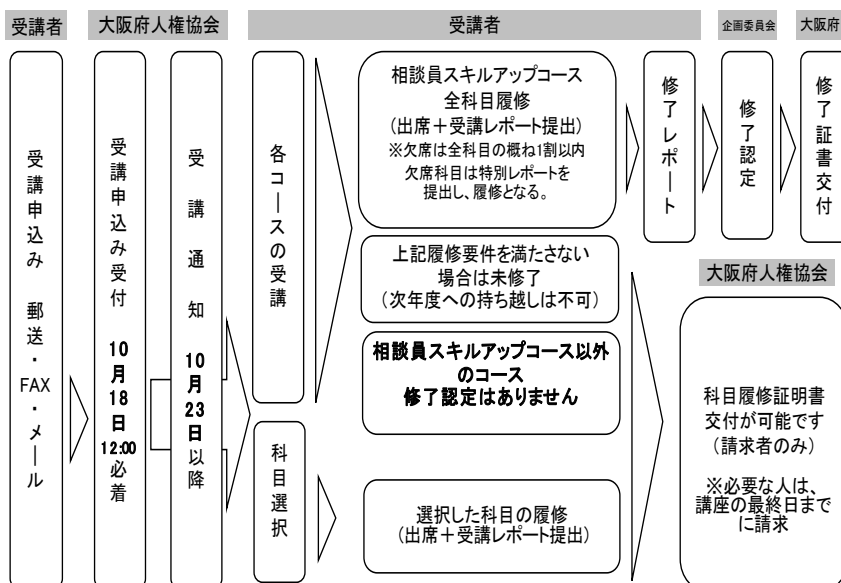 受講者
大阪府人権協会
受講者
企画委員会
大阪府
受講申込み 郵送・FAX・メール
受講申込み受付 10月18日12:00必着
受講通知 10月23日以降
各コースの受講
科目選択
相談員スキルアップコース
全科目履修
(出席+受講レポート提出)
※欠席は全科目の概ね1割以内
欠席科目は特別レポートを
提出し、履修となる。
上記履修要件を満たさない
場合は未修了
(次年度への持ち越しは不可)
相談員スキルアップコース以外
のコース
修了認定はありません
選択した科目の履修
(出席+受講レポート提出)
修了レポート
修了認定
修了証書交付
大阪府人権協会
科目履修証明書
交付が可能です
(請求者のみ)
※必要な人は、
講座の最終日まで
に請求